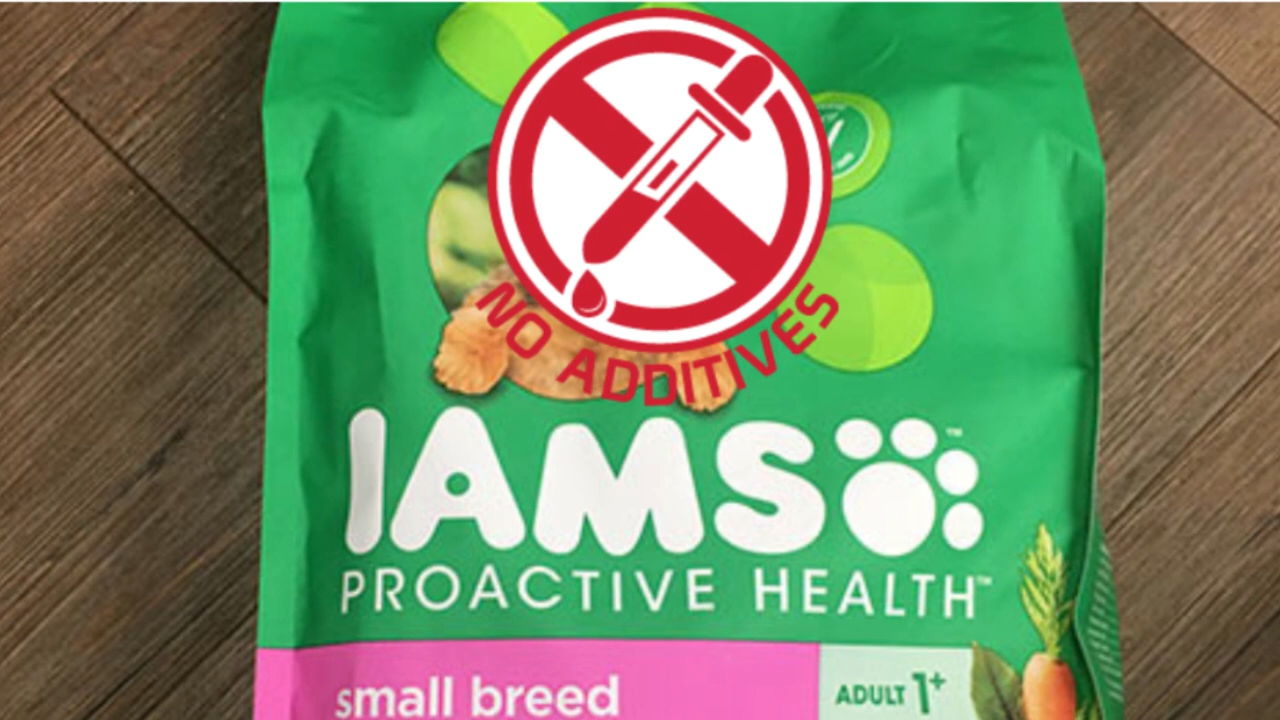 NO ADDITIVES
IAMS™
PROACTIVE HEALTH™
small breed
ADULT 1+